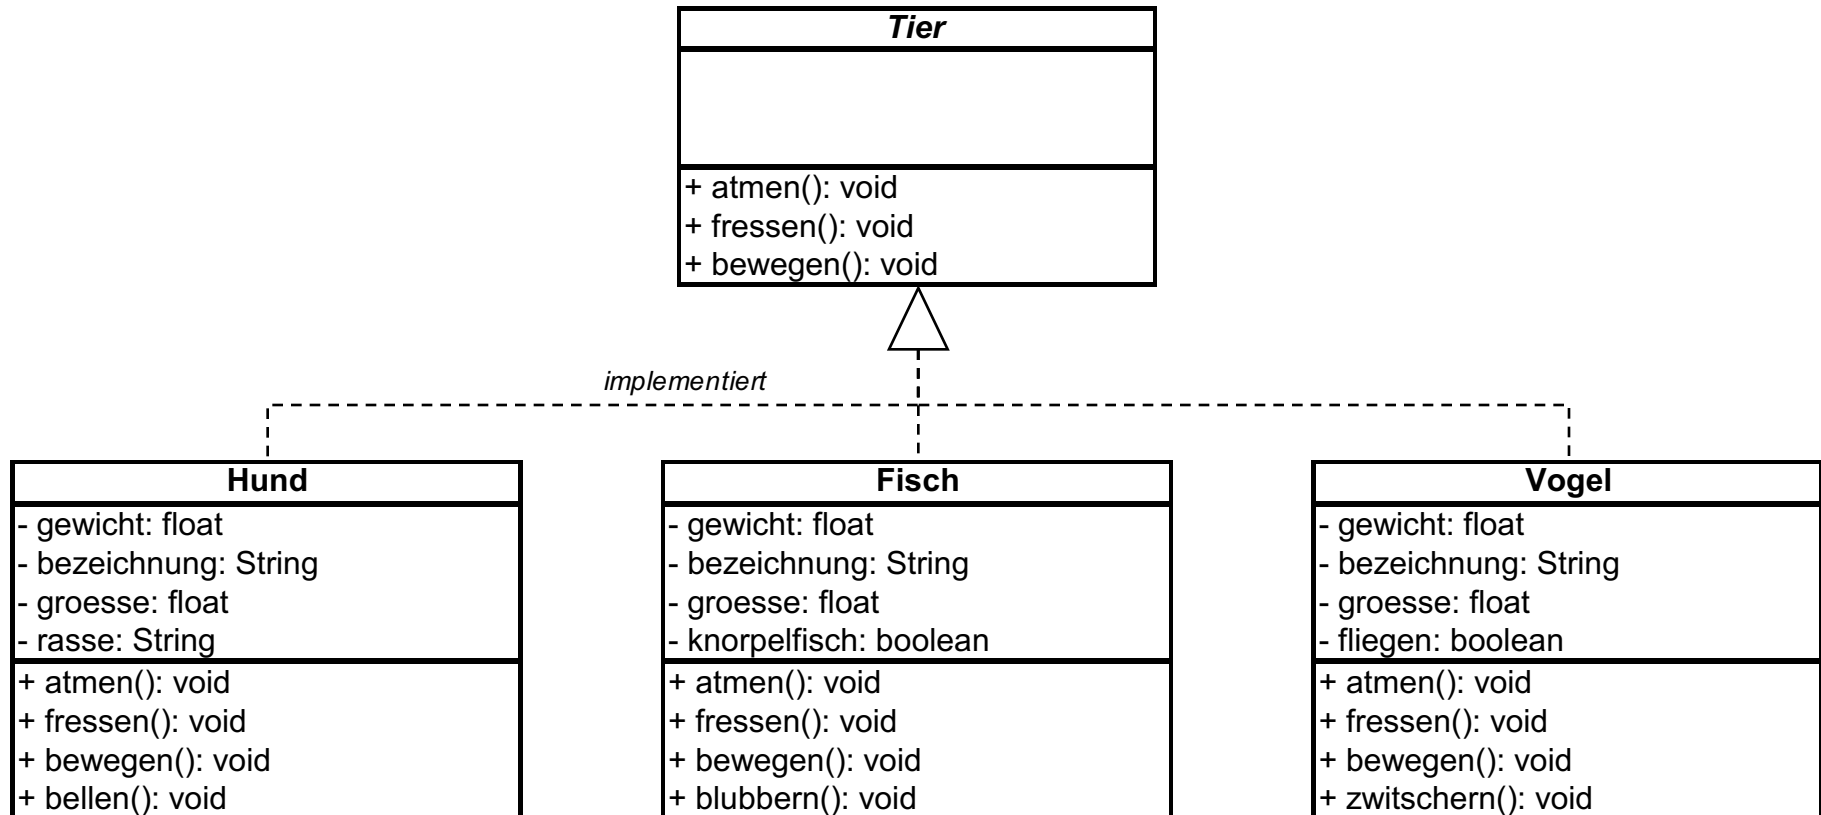 Tier
+ atmen(): void
+ fressen(): void
+ bewegen(): void
implementiert
Hund
- gewicht: float
- bezeichnung: String
- groesse: float
- rasse: String
+ atmen(): void
+ fressen(): void
+ bewegen(): void
+ bellen(): void
Fisch
- gewicht: float
- bezeichnung: String
- groesse: float
- knorpelfisch: boolean
+ atmen(): void
+ fressen(): void
+ bewegen(): void
+ blubbern(): void
Vogel
- gewicht: float
- bezeichnung: String
- groesse: float
- fliegen: boolean
+ atmen(): void
+ fressen(): void
+ bewegen(): void
+ zwitschern(): void